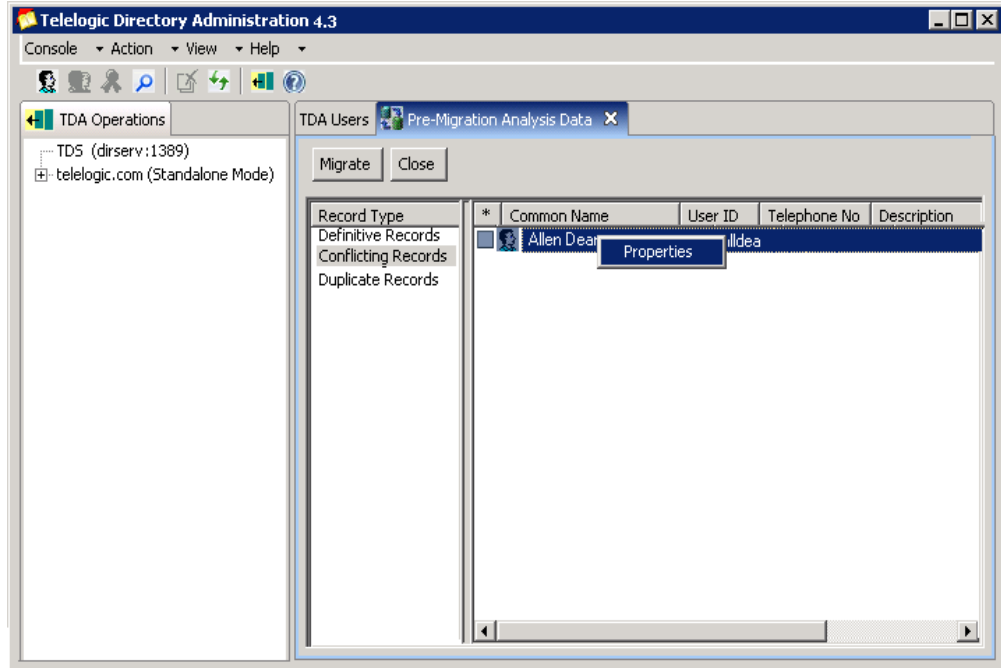 Telelogic Directory Administration 4.3
Console Action View Help
TDA Operations
TDS (dirserv:1389)
telelogic.com (Standalone Mode)
TDA Users Pre-Migration Analysis Data
Migrate Close
Record Type
Definitive Records
Conflicting Records
Duplicate Records
* Common Name User ID Telephone No Description
Allen Dean
Properties